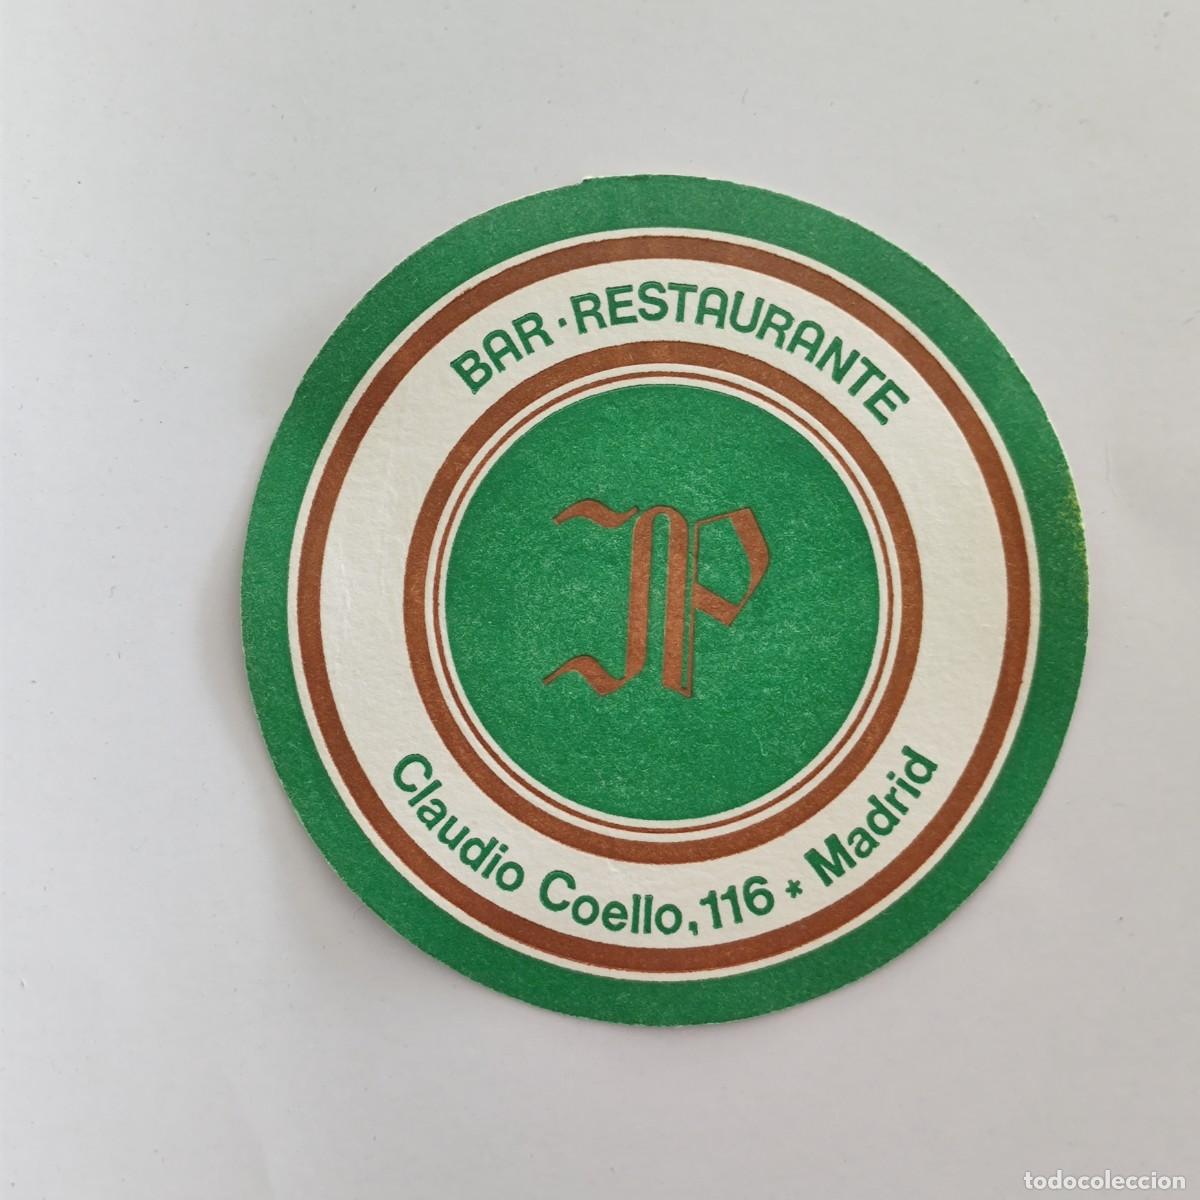 BAR·RESTAURANTE
P
Claudio Coello,116 * Madrid
todocoleccion